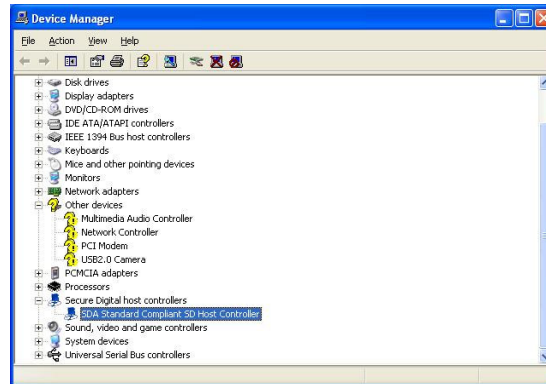 Device Manager
File Action View Help
Disk drives
Display adapters
DVD/CD-ROM drives
IDE ATA/ATAPI controllers
IEEE 1394 Bus host controllers
Keyboards
Mice and other pointing devices
Monitors
Network adapters
Other devices
Multimedia Audio Controller
Network Controller
PCI Modem
USB2.0 Camera
PCMCIA adapters
Processors
Secure Digital host controllers
SDA Standard Compliant SD Host Controller
Sound, video and game controllers
System devices
Universal Serial Bus controllers